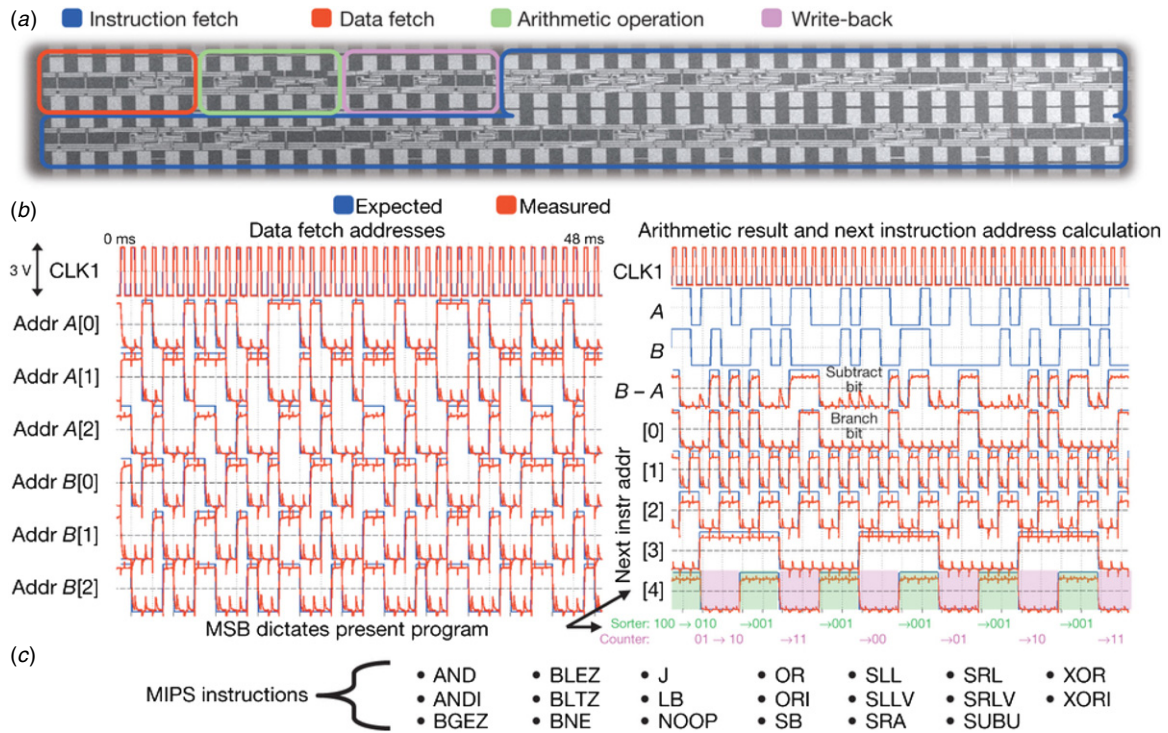 (a) Instruction fetch Data fetch Arithmetic operation Write-back
(b) Expected Measured
0 ms Data fetch addresses 48 ms
3 V CLK1
Addr A[0]
Addr A[1]
Addr A[2]
Addr B[0]
Addr B[1]
Addr B[2]
MSB dictates present program
Arithmetic result and next instruction address calculation
CLK1
A
B
B – A Subtract bit
[0] Branch bit
[1]
[2]
[3]
[4]
Next instr addr
Sorter: 100 → 010 →001 →001 →001 →001 →001
Counter: 01 → 10 →11 →00 →01 →10 →11
(c)
MIPS instructions
• AND • BLEZ • J • OR • SLL • SRL • XOR
• ANDI • BLTZ • LB • ORI • SLLV • SRLV • XORI
• BGEZ • BNE • NOOP • SB • SRA • SUBU